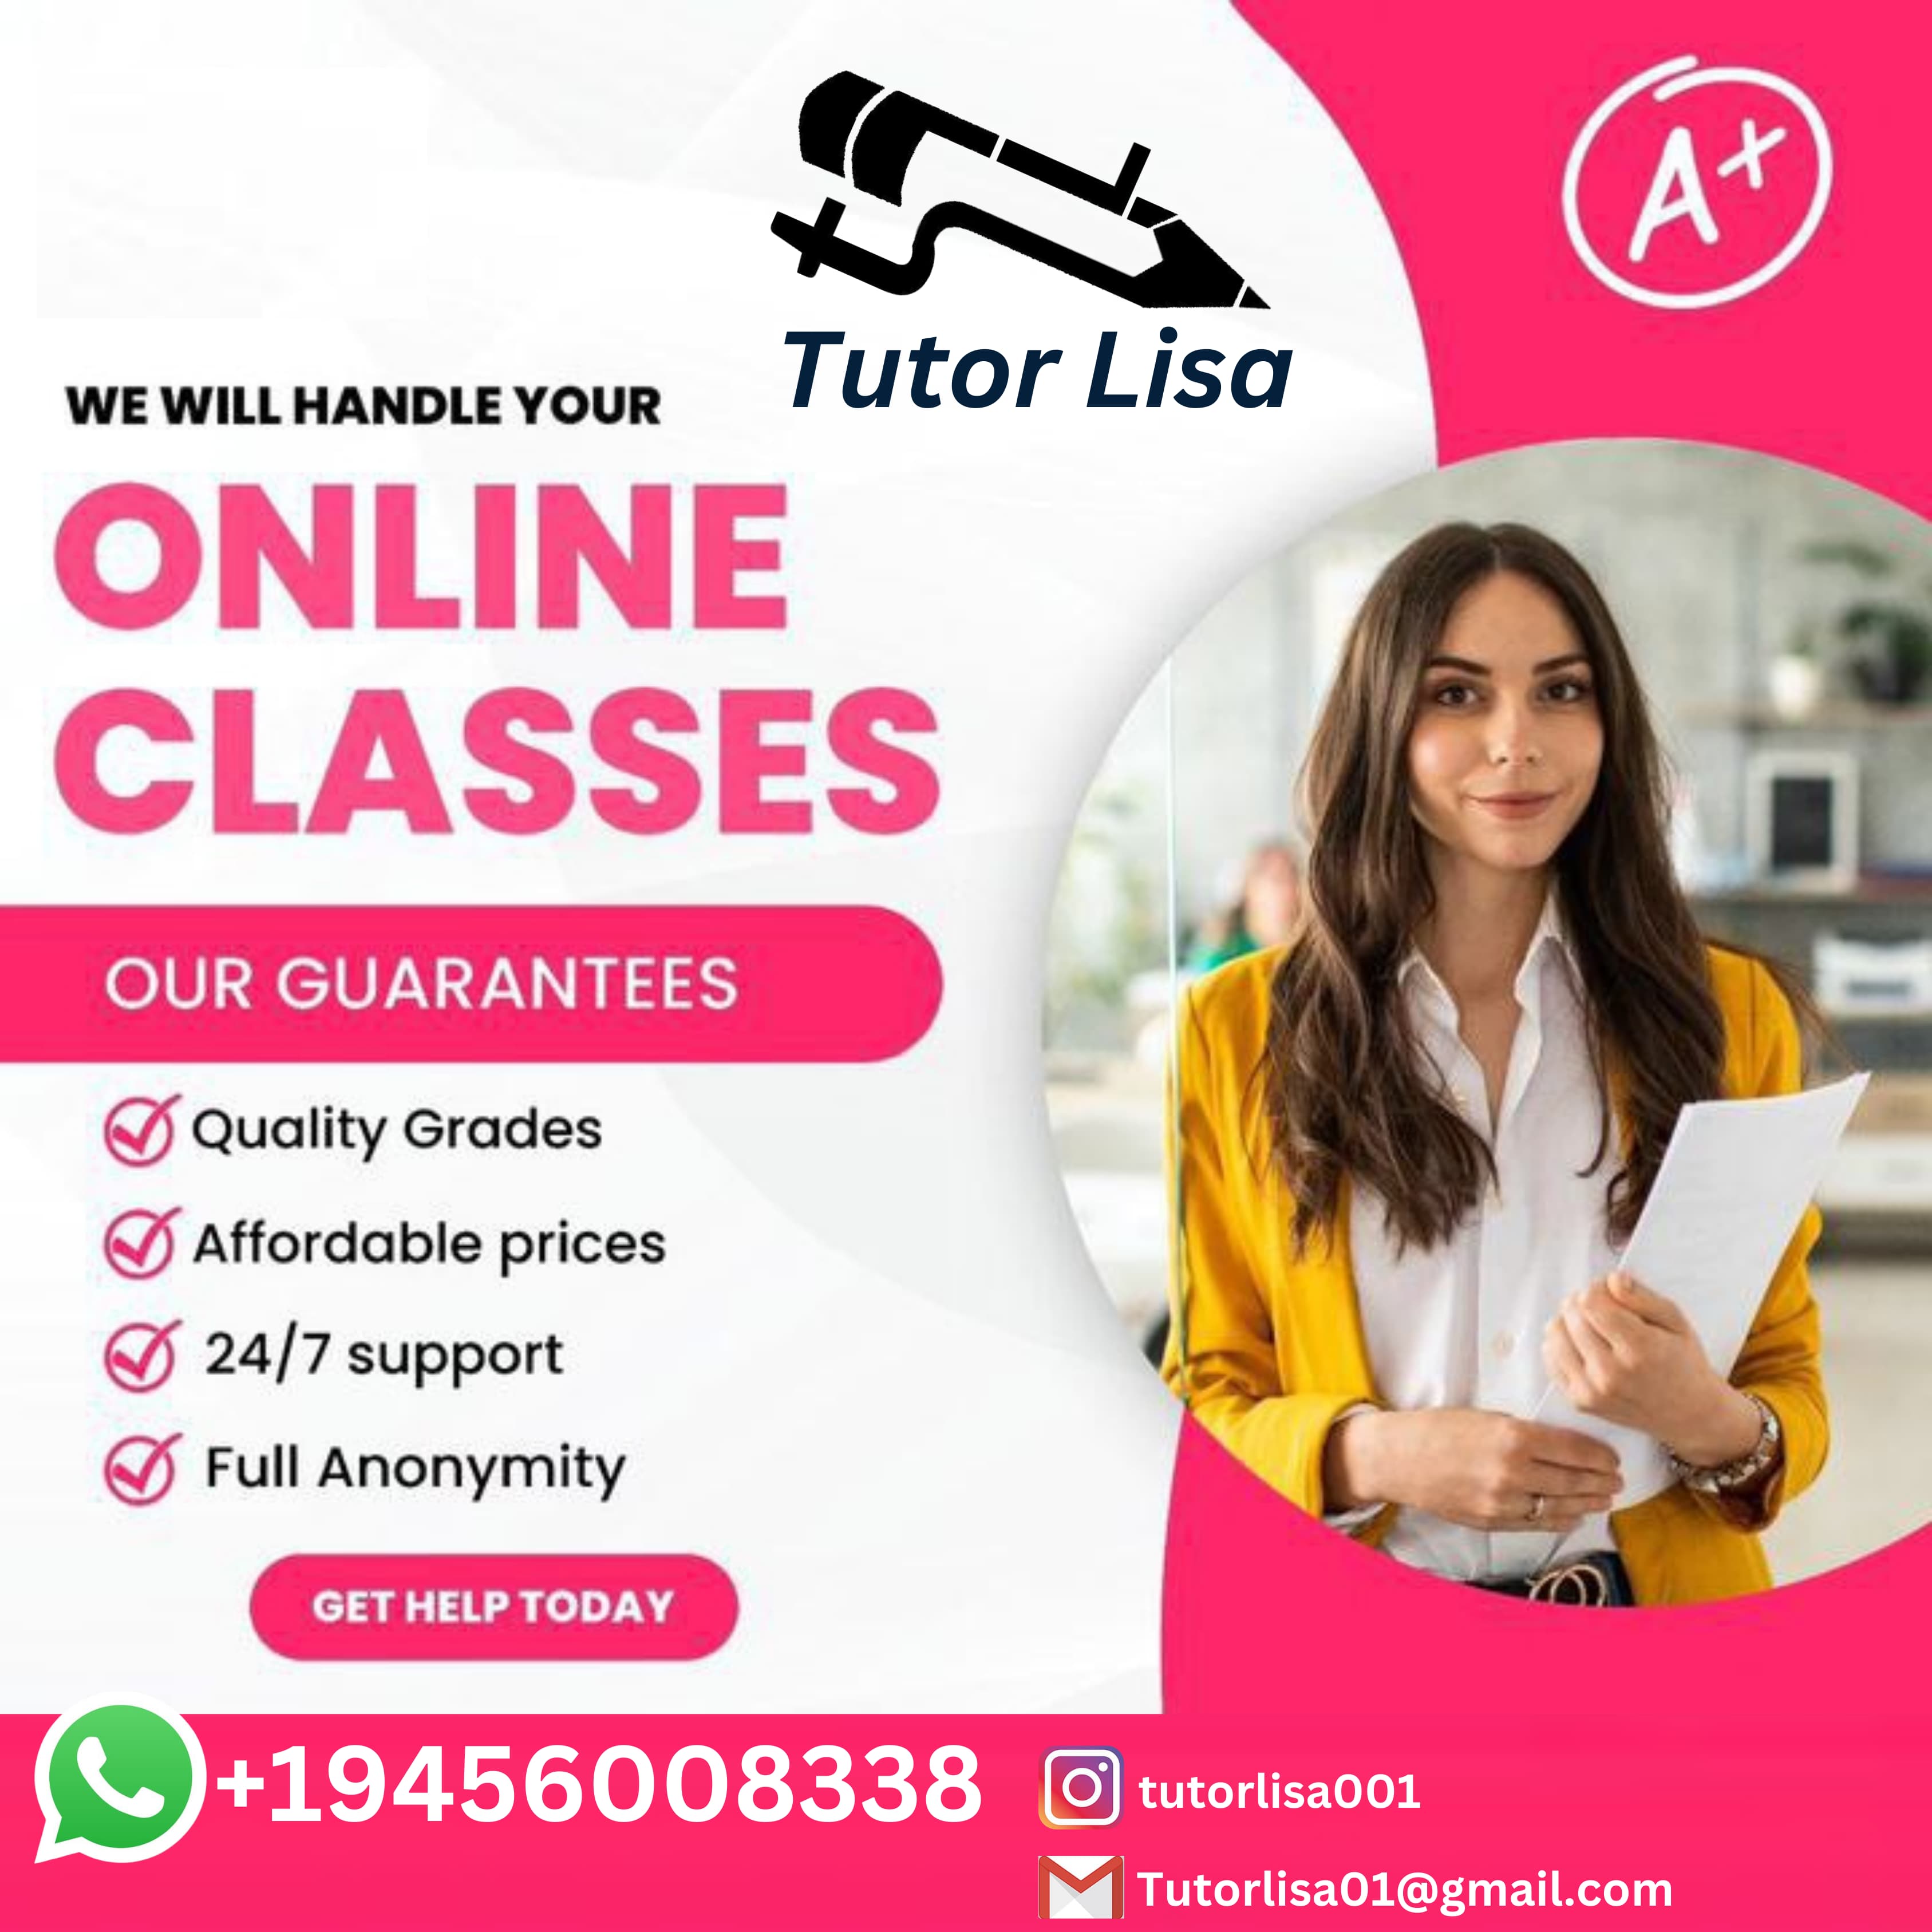 A+
Tutor Lisa
WE WILL HANDLE YOUR
ONLINE
CLASSES
OUR GUARANTEES
Quality Grades
Affordable prices
24/7 support
Full Anonymity
GET HELP TODAY
+19456008338
tutorlisa001
Tutorlisa01@gmail.com